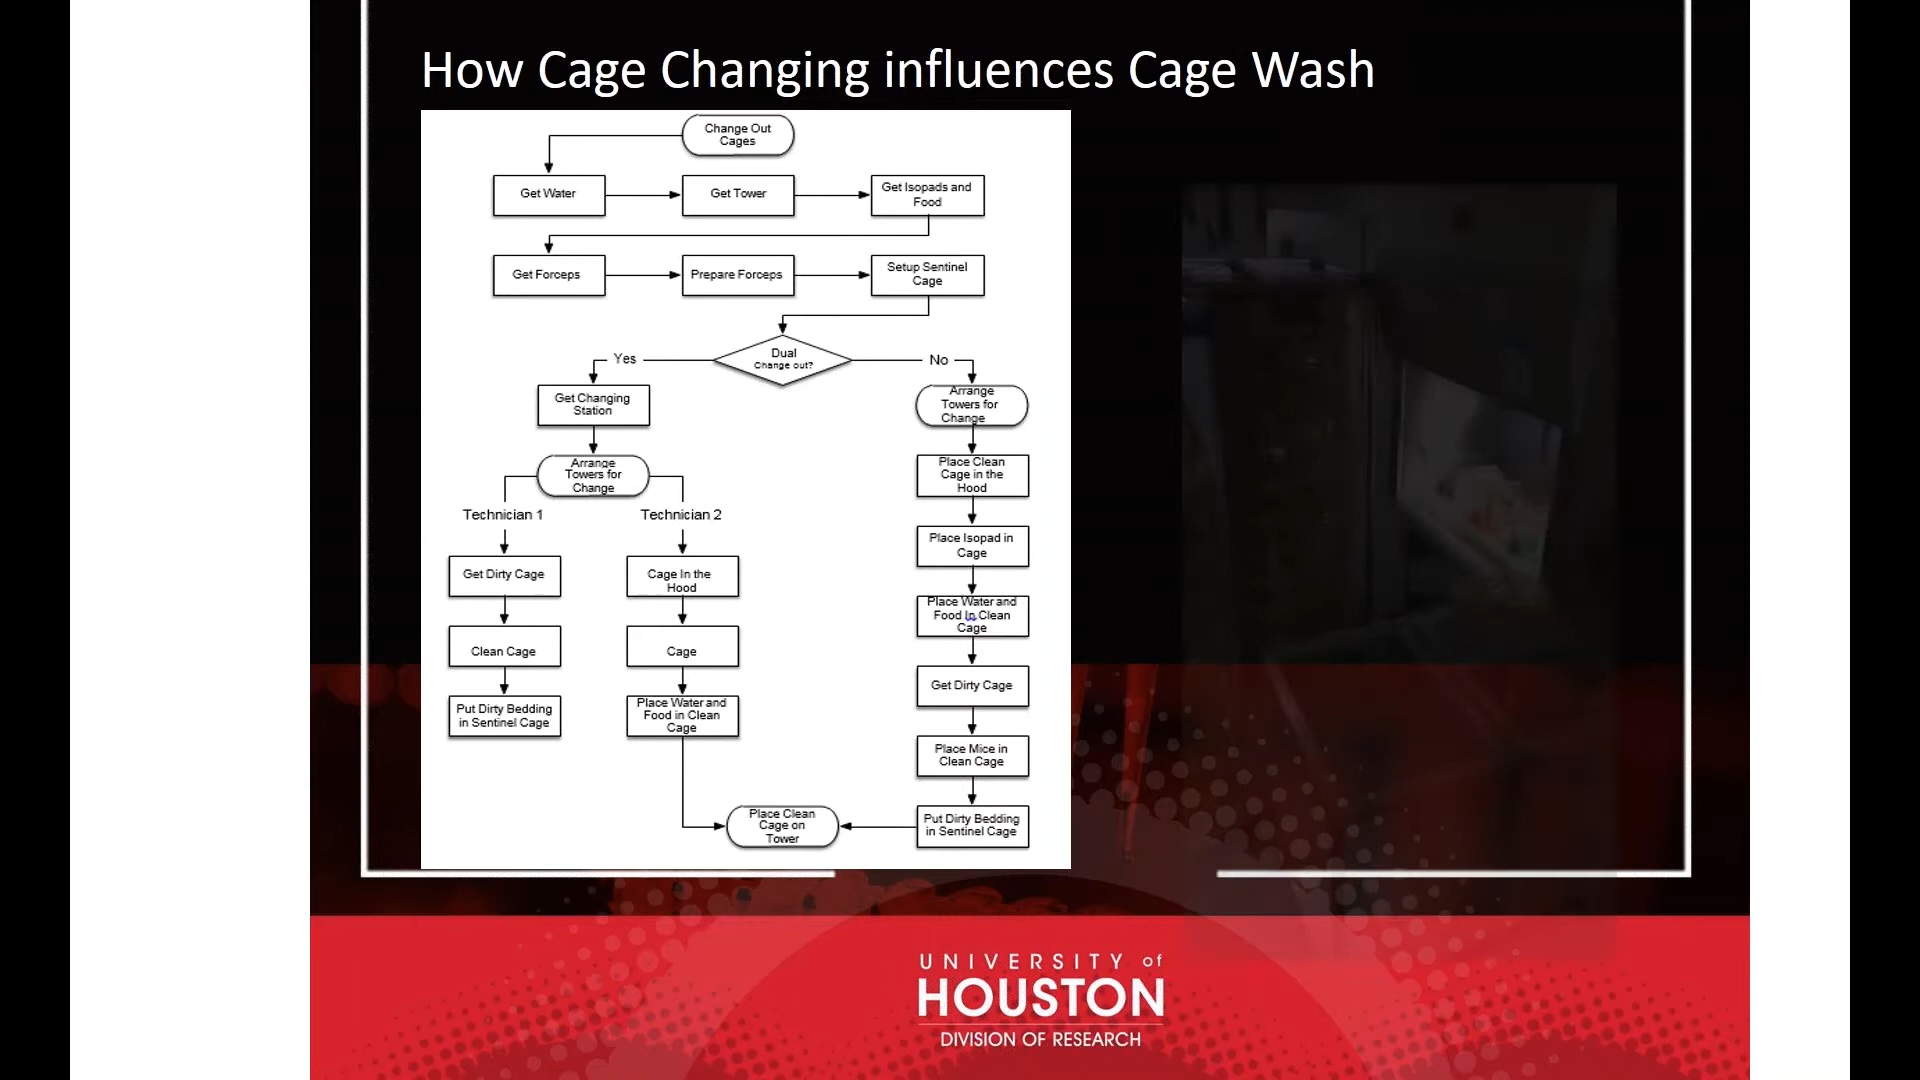 How Cage Changing influences Cage Wash
Change Out
Cages
Get Water
Get Tower
Get Isopads and
Food
Get Forceps
Prepare Forceps
Setup Sentinel
Cage
Dual
Change out?
Yes
No
Get Changing
Station
Arrange
Towers for
Change
Technician 1
Technician 2
Get Dirty Cage
Clean Cage
Put Dirty Bedding
in Sentinel Cage
Cage In the
Hood
Cage
Place Water and
Food in Clean
Cage
Arrange
Towers for
Change
Place Clean
Cage in the
Hood
Place Isopad in
Cage
Place Water and
Food In Clean
Cage
Get Dirty Cage
Place Mice in
Clean Cage
Put Dirty Bedding
in Sentinel Cage
Place Clean
Cage on
Tower
UNIVERSITY of
HOUSTON
DIVISION OF RESEARCH